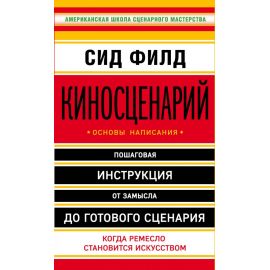 АМЕРИКАНСКАЯ ШКОЛА СЦЕНАРНОГО МАСТЕРСТВА
СИД ФИЛД
КИНОСЦЕНАРИЙ
ОСНОВЫ НАПИСАНИЯ
ПОШАГОВАЯ
ИНСТРУКЦИЯ
ОТ ЗАМЫСЛА
ДО ГОТОВОГО СЦЕНАРИЯ
КОГДА РЕМЕСЛО
СТАНОВИТСЯ ИСКУССТВОМ